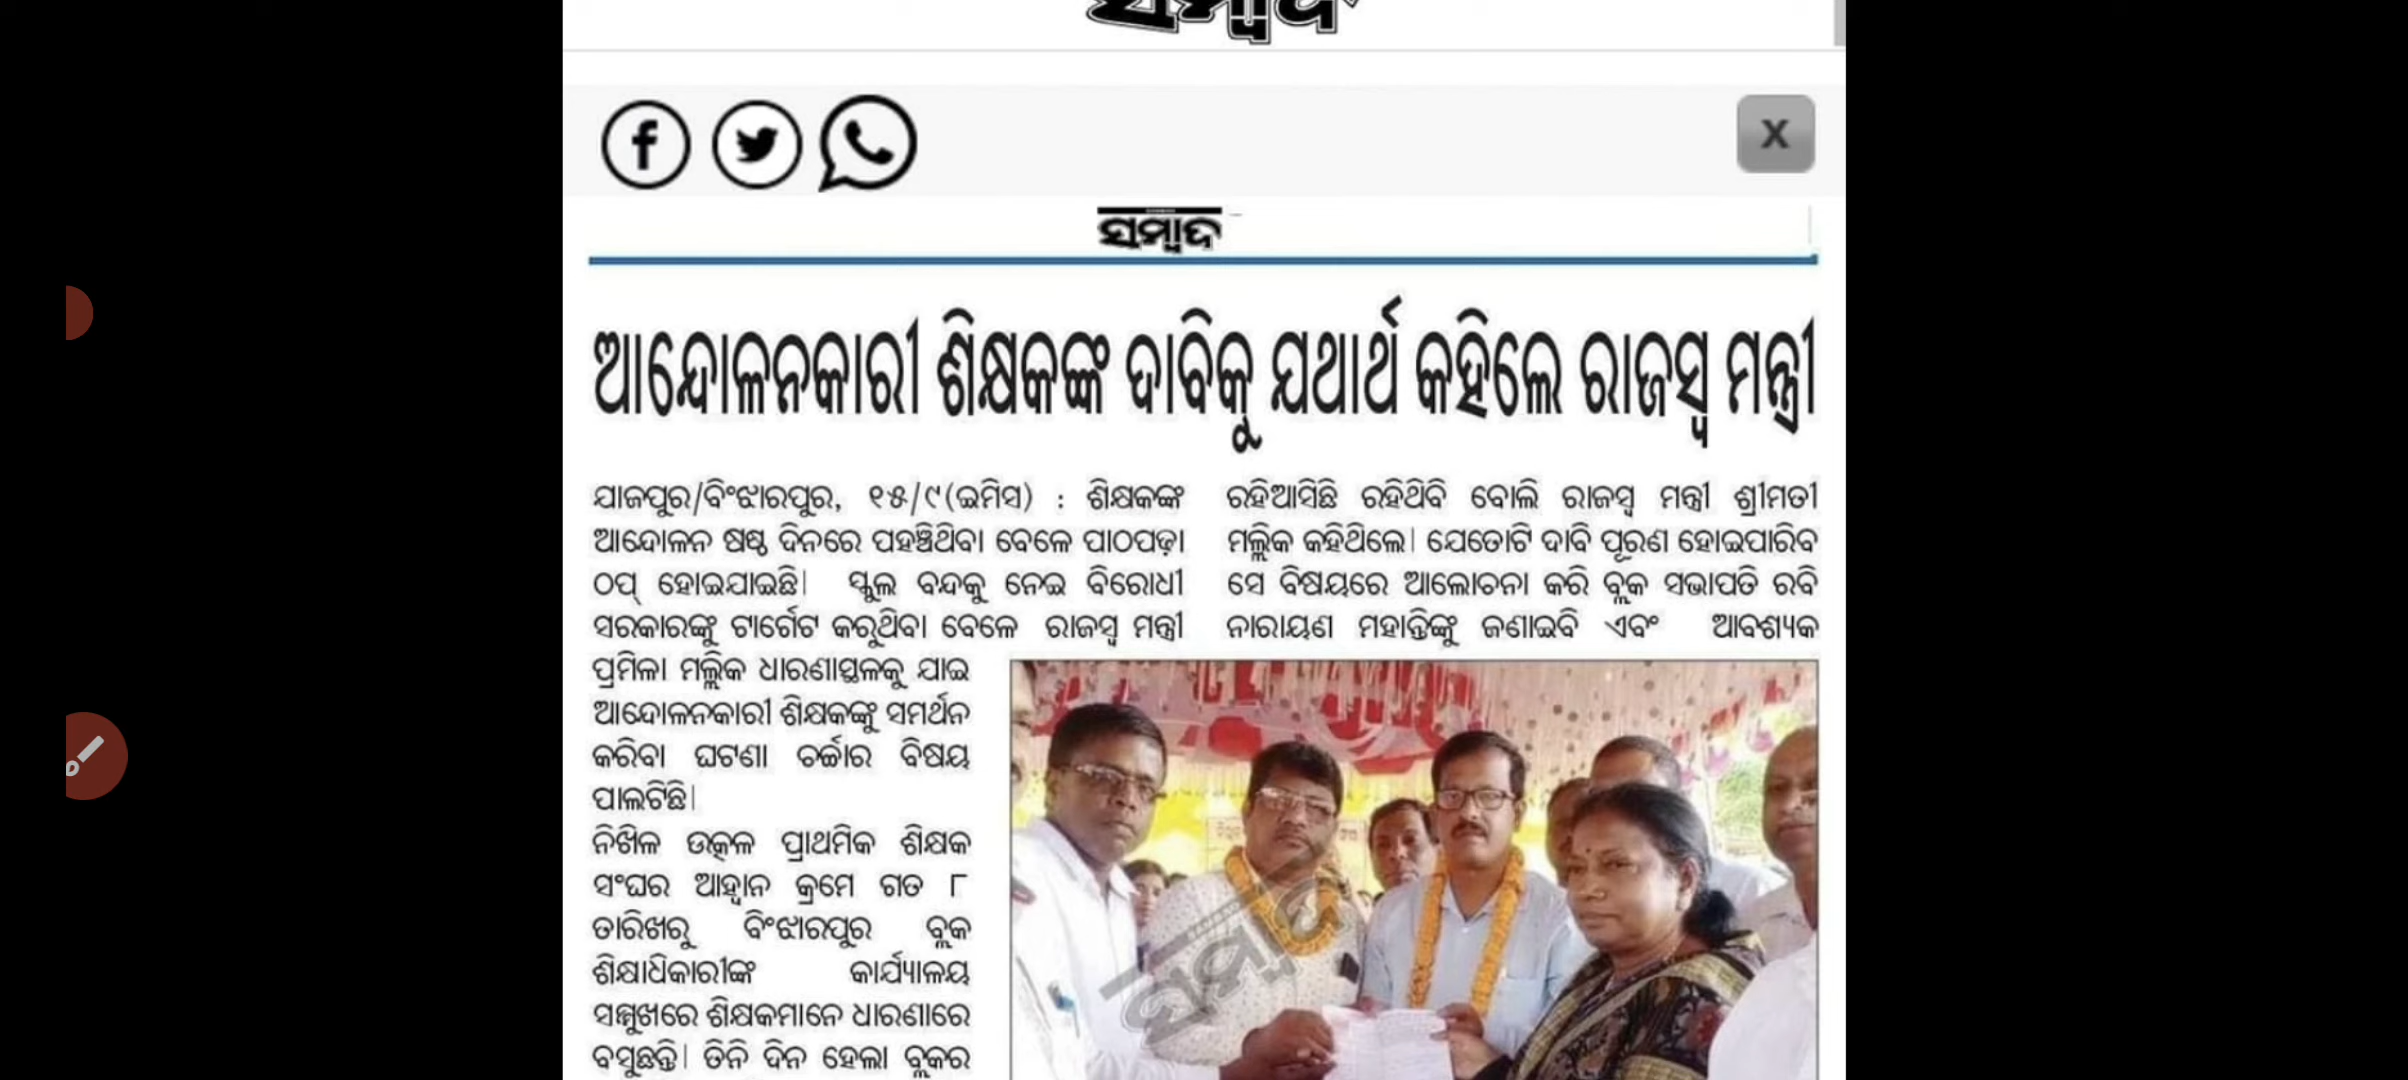 ସମ୍ବାଦ
f
X
ସମ୍ବାଦ
ଆନ୍ଦୋଳନକାରୀ ଶିକ୍ଷକଙ୍କ ଦାବିକୁ ଯଥାର୍ଥ କହିଲେ ରାଜସ୍ୱ ମନ୍ତ୍ରୀ
ଯାଜପୁର/ବିଂଝାରପୁର, ୧୫/୯(ଇମିସ) : ଶିକ୍ଷକଙ୍କ
ଆନ୍ଦୋଳନ ଷଷ୍ଠ ଦିନରେ ପହଞ୍ଚିଥିବା ବେଳେ ପାଠପଢ଼ା
ଠପ୍ ହୋଇଯାଇଛି। ସ୍କୁଲ ବନ୍ଦକୁ ନେଇ ବିରୋଧୀ
ସରକାରଙ୍କୁ ଟାର୍ଗେଟ କରୁଥିବା ବେଳେ ରାଜସ୍ୱ ମନ୍ତ୍ରୀ
ପ୍ରମିଳା ମଲ୍ଲିକ ଧାରଣାସ୍ଥଳକୁ ଯାଇ
ଆନ୍ଦୋଳନକାରୀ ଶିକ୍ଷକଙ୍କୁ ସମର୍ଥନ
କରିବା ଘଟଣା ଚର୍ଚ୍ଚାର ବିଷୟ
ପାଲଟିଛି।
ନିଖିଳ ଉତ୍କଳ ପ୍ରାଥମିକ ଶିକ୍ଷକ
ସଂଘର ଆହ୍ୱାନ କ୍ରମେ ଗତ ୮
ତାରିଖରୁ ବିଂଝାରପୁର ବ୍ଲକ
ଶିକ୍ଷାଧିକାରୀଙ୍କ କାର୍ଯ୍ୟାଳୟ
ସମ୍ମୁଖରେ ଶିକ୍ଷକମାନେ ଧାରଣାରେ
ବସୁଛନ୍ତି। ତିନି ଦିନ ହେଲା ବ୍ଲକର
ରହିଆସିଛି ରହିଥିବି ବୋଲି ରାଜସ୍ୱ ମନ୍ତ୍ରୀ ଶ୍ରୀମତୀ
ମଲ୍ଲିକ କହିଥିଲେ। ଯେତୋଟି ଦାବି ପୂରଣ ହୋଇପାରିବ
ସେ ବିଷୟରେ ଆଲୋଚନା କରି ବ୍ଲକ ସଭାପତି ରବି
ନାରାୟଣ ମହାନ୍ତିଙ୍କୁ ଜଣାଇବି ଏବଂ ଆବଶ୍ୟକ
ସମ୍ବାଦ